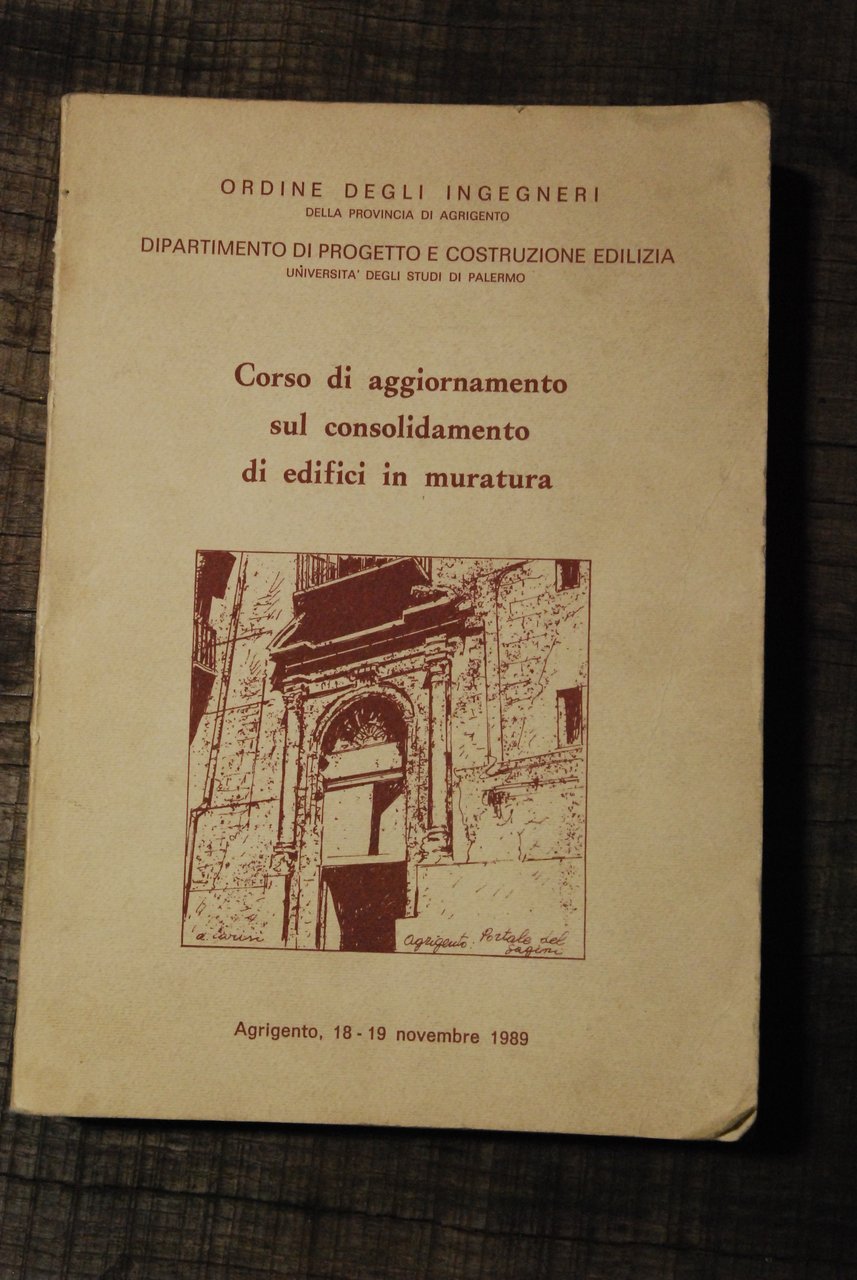 ORDINE DEGLI INGEGNERI
DELLA PROVINCIA DI AGRIGENTO
DIPARTIMENTO DI PROGETTO E COSTRUZIONE EDILIZIA
UNIVERSITA' DEGLI STUDI DI PALERMO
Corso di aggiornamento
sul consolidamento
di edifici in muratura
Agrigento: Portale del
Agrigento, 18-19 novembre 1989